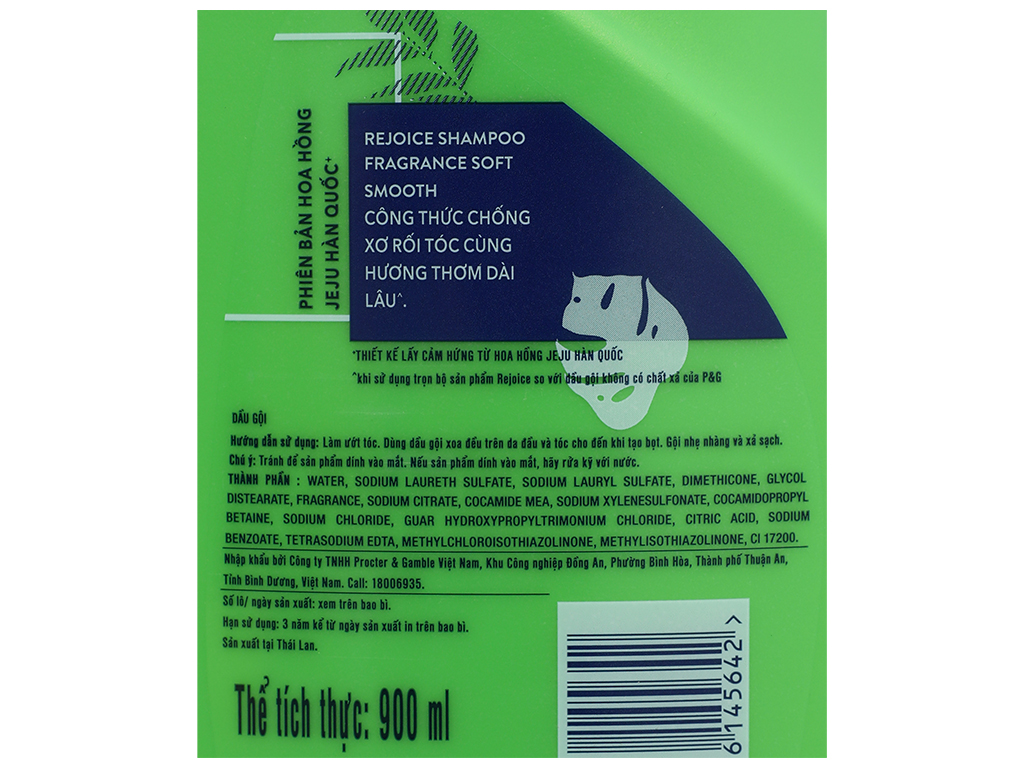 PHIÊN BẢN HOA HỒNG
JEJU HÀN QUỐC⁺
REJOICE SHAMPOO
FRAGRANCE SOFT
SMOOTH
CÔNG THỨC CHỐNG
XƠ RỐI TÓC CÙNG
HƯƠNG THƠM DÀI
LÂU^.
⁺THIẾT KẾ LẤY CẢM HỨNG TỪ HOA HỒNG JEJU HÀN QUỐC
^khi sử dụng trọn bộ sản phẩm Rejoice so với dầu gội không có chất xả của P&G
DẦU GỘI
Hướng dẫn sử dụng: Làm ướt tóc. Dùng dầu gội xoa đều trên da đầu và tóc cho đến khi tạo bọt. Gội nhẹ nhàng và xả sạch.
Chú ý: Tránh để sản phẩm dính vào mắt. Nếu sản phẩm dính vào mắt, hãy rửa kỹ với nước.
THÀNH PHẦN : WATER, SODIUM LAURETH SULFATE, SODIUM LAURYL SULFATE, DIMETHICONE, GLYCOL
DISTEARATE, FRAGRANCE, SODIUM CITRATE, COCAMIDE MEA, SODIUM XYLENESULFONATE, COCAMIDOPROPYL
BETAINE, SODIUM CHLORIDE, GUAR HYDROXYPROPYLTRIMONIUM CHLORIDE, CITRIC ACID, SODIUM
BENZOATE, TETRASODIUM EDTA, METHYLCHLOROISOTHIAZOLINONE, METHYLISOTHIAZOLINONE, CI 17200.
Nhập khẩu bởi Công ty TNHH Procter & Gamble Việt Nam, Khu Công nghiệp Đồng An, Phường Bình Hòa, Thành phố Thuận An,
Tỉnh Bình Dương, Việt Nam. Call: 18006935.
Số lô/ ngày sản xuất: xem trên bao bì.
Hạn sử dụng: 3 năm kể từ ngày sản xuất in trên bao bì.
Sản xuất tại Thái Lan.
Thể tích thực: 900 ml
6145642 >